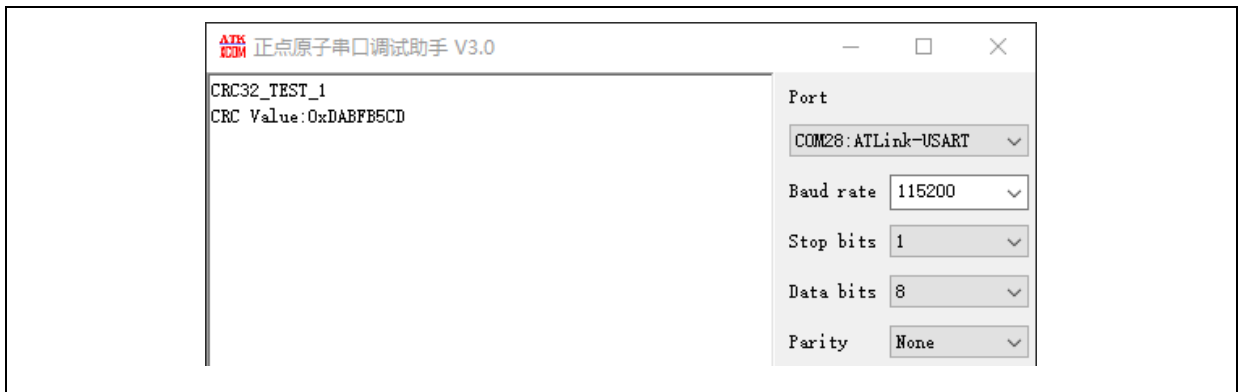 ATK
XCOM
正点原子串口调试助手 V3.0
CRC32_TEST_1
CRC Value:0xDABFB5CD
Port
COM28:ATLink-USART
Baud rate 115200
Stop bits 1
Data bits 8
Parity None